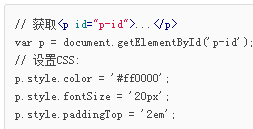 // 获取<p id="p-id">...</p>
var p = document.getElementById('p-id');
// 设置CSS:
p.style.color = '#ff0000';
p.style.fontSize = '20px';
p.style.paddingTop = '2em';